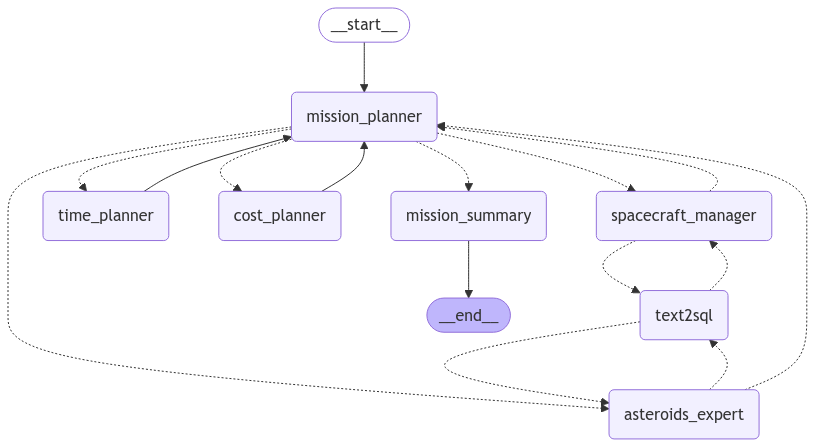 __start__
mission_planner
time_planner
cost_planner
mission_summary
spacecraft_manager
__end__
text2sql
asteroids_expert